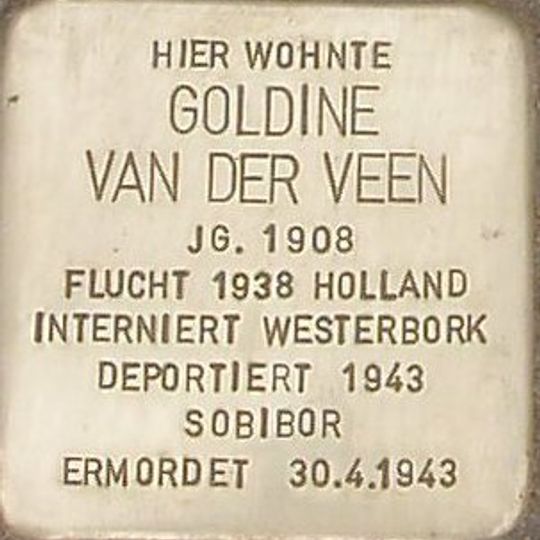 HIER WOHNTE
GOLDINE
VAN DER VEEN
JG. 1908
FLUCHT 1938 HOLLAND
INTERNIERT WESTERBORK
DEPORTIERT 1943
SOBIBOR
ERMORDET 30.4.1943